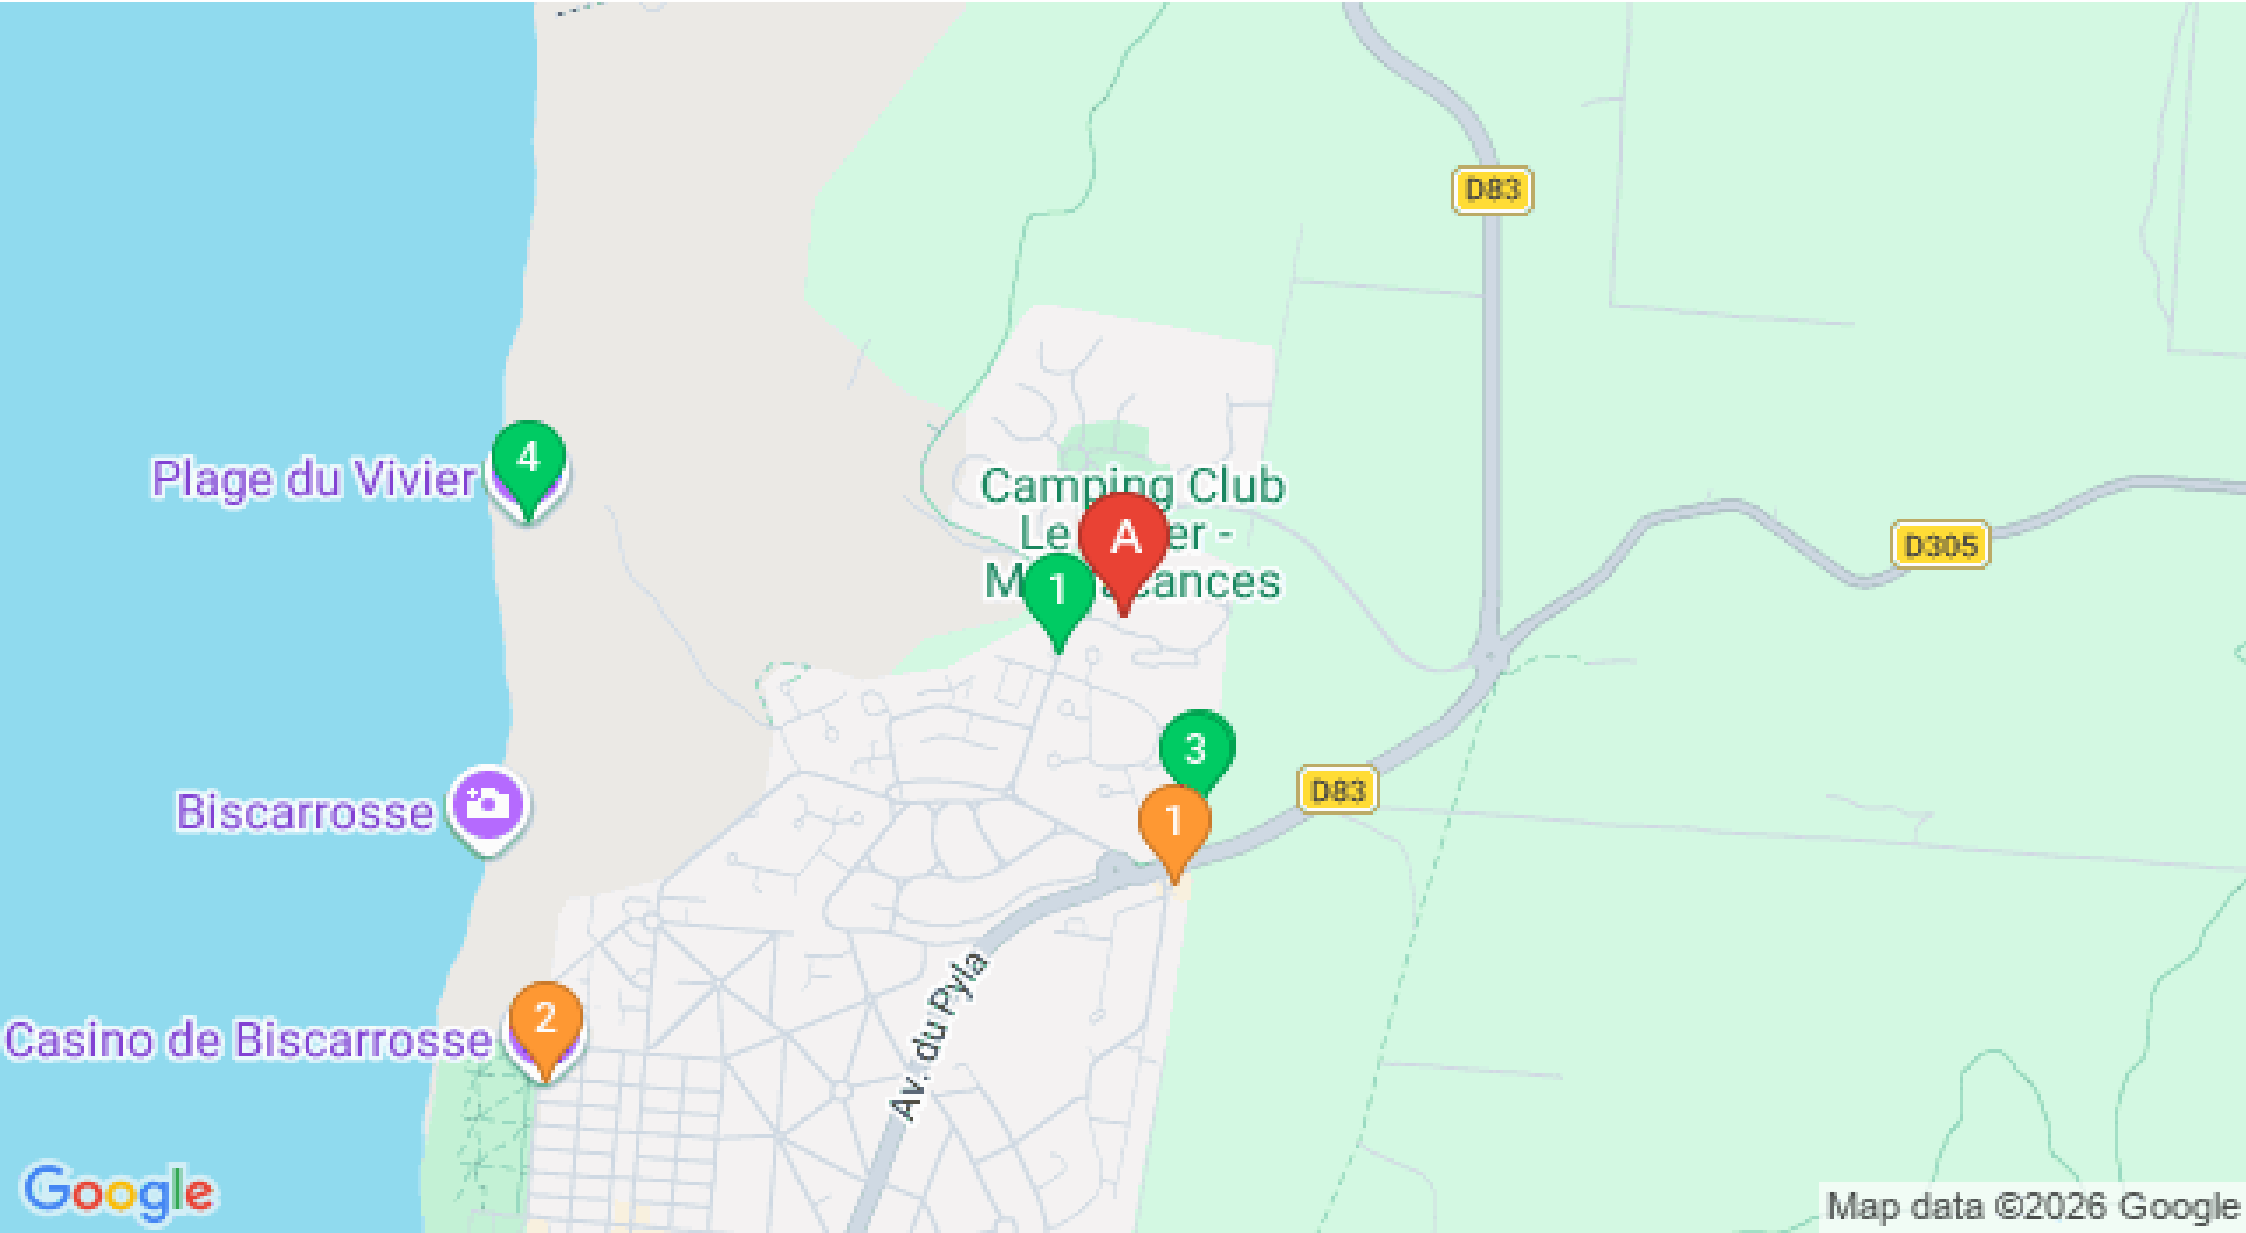 D83
4
Plage du Vivier
Camping Club
Le er -
M cances
A
1
D305
3
D83
1
Biscarrosse
2
Casino de Biscarrosse
Av. du Pyla
Google
Map data ©2026 Google